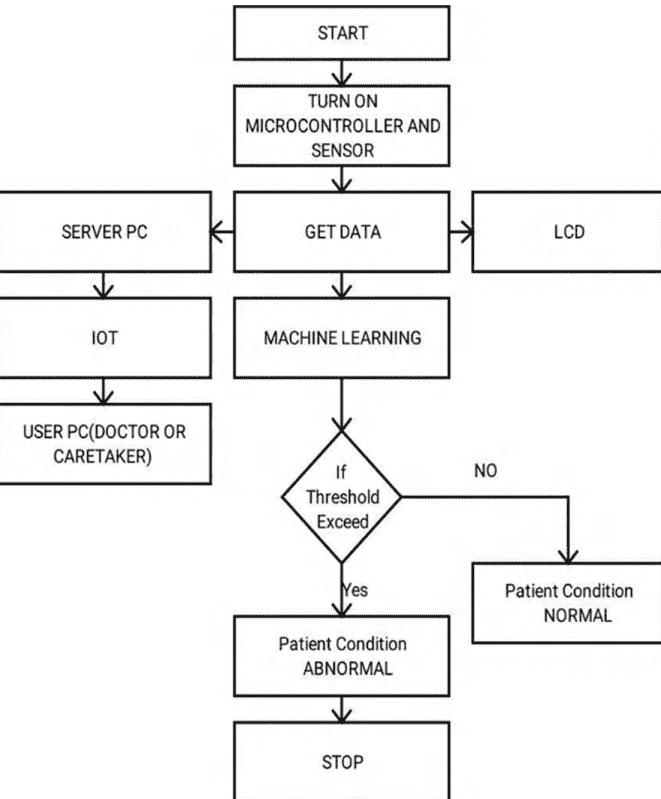 START
TURN ON
MICROCONTROLLER AND
SENSOR
SERVER PC
GET DATA
LCD
IOT
MACHINE LEARNING
USER PC(DOCTOR OR
CARETAKER)
If
Threshold
Exceed
NO
Yes
Patient Condition
NORMAL
Patient Condition
ABNORMAL
STOP